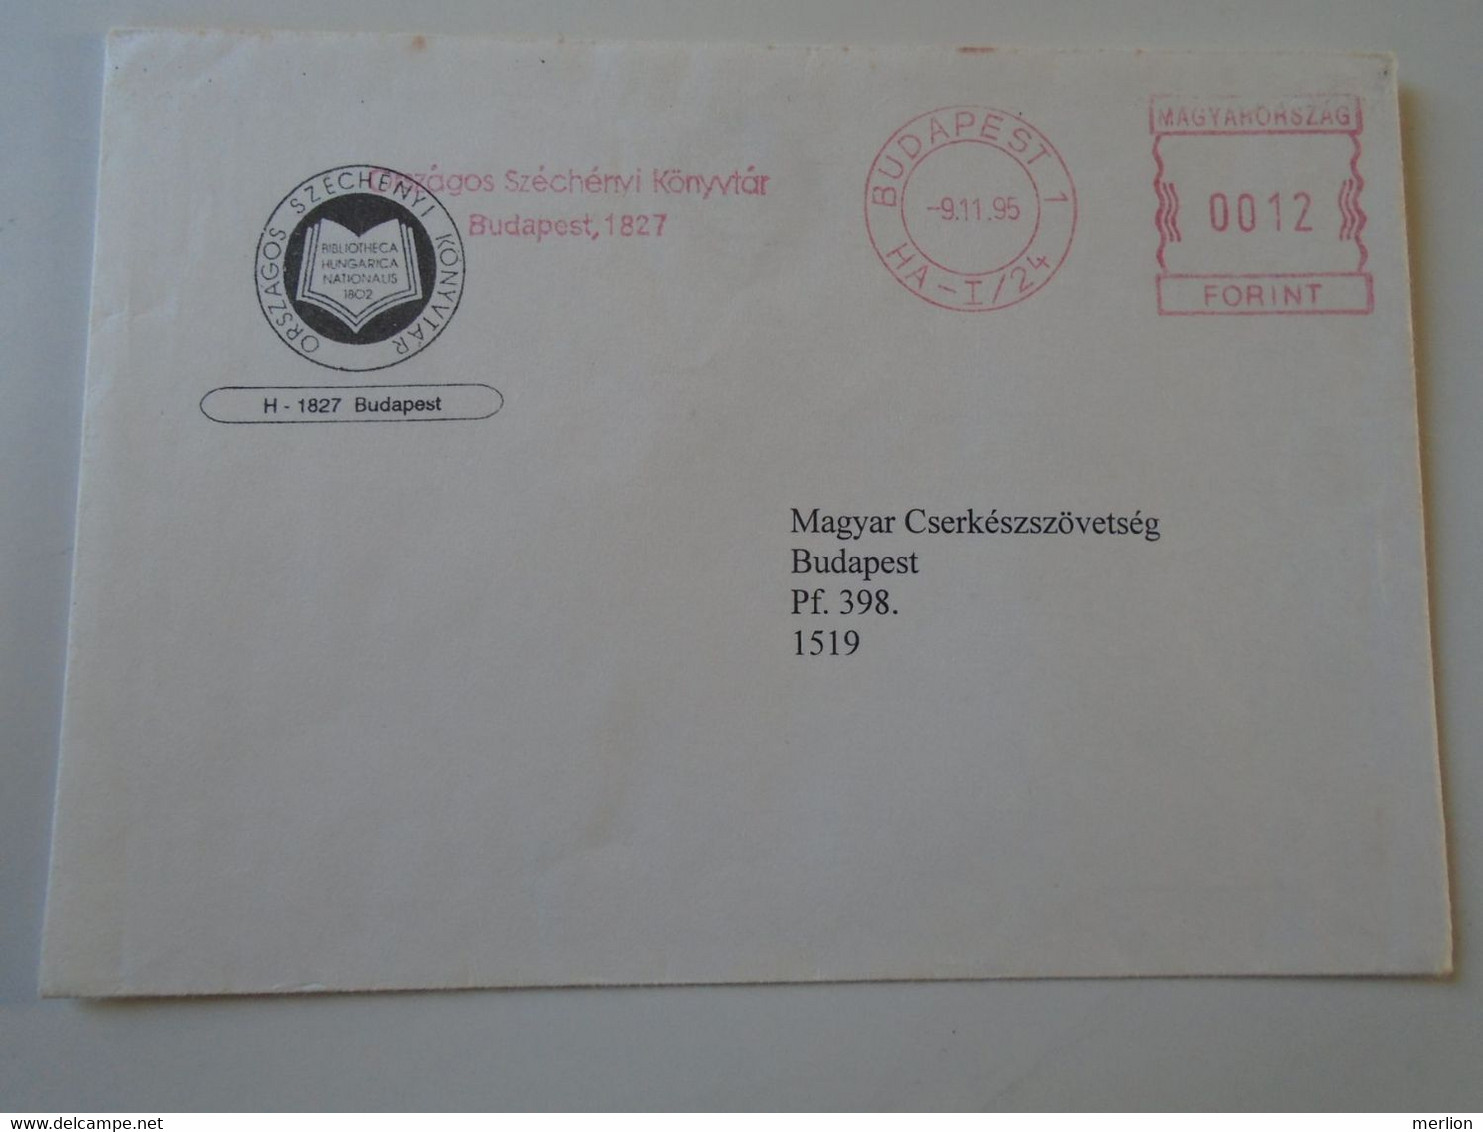 Országos Széchényi Könyvtár
Budapest, 1827
ORSZÁGOS SZÉCHÉNYI KÖNYVTÁR
BIBLIOTHECA
HUNGARICA
NATIONALIS
1802
H - 1827 Budapest
BUDAPEST 1
-9.11.95
HA-I/24
MAGYARORSZÁG
0012
FORINT
Magyar Cserkészszövetség
Budapest
Pf. 398.
1519
delcampe.net
merlion